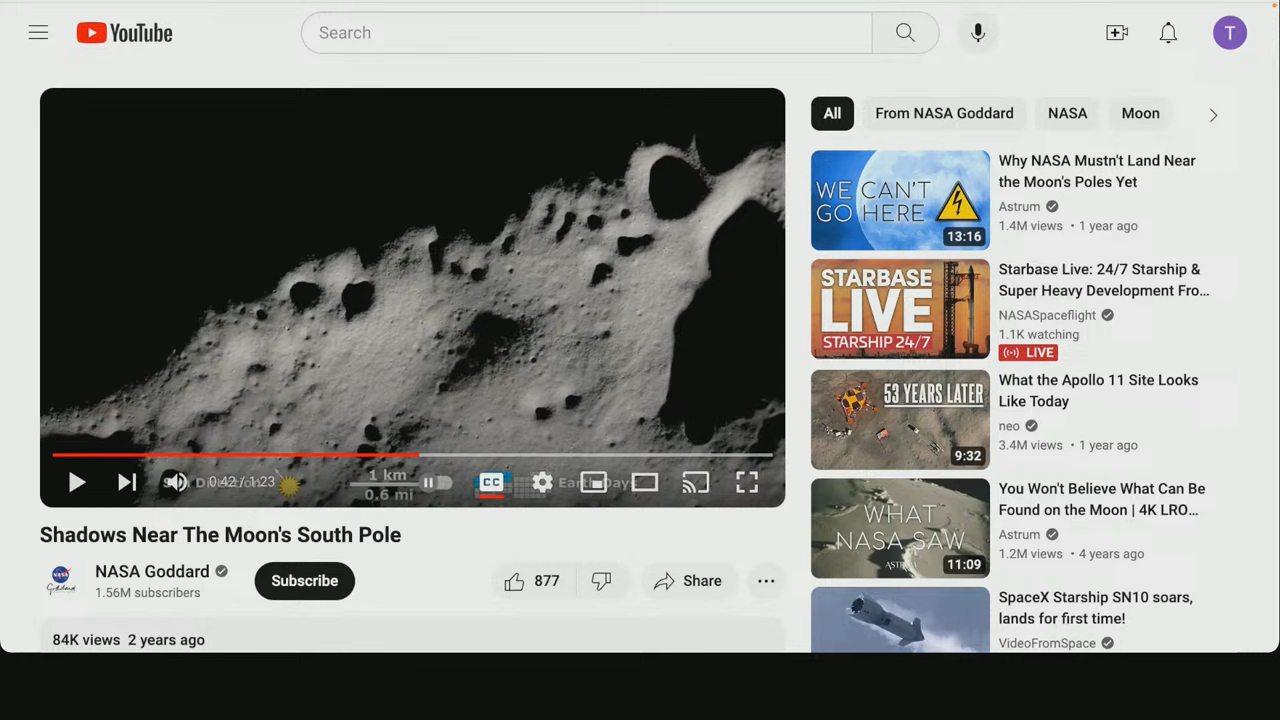 YouTube
Search
T
All
From NASA Goddard
NASA
Moon
WE CAN'T
GO HERE
13:16
Why NASA Mustn't Land Near
the Moon's Poles Yet
Astrum
1.4M views • 1 year ago
STARBASE
LIVE
STARSHIP 24/7
Starbase Live: 24/7 Starship &
Super Heavy Development Fro...
NASASpaceflight
1.1K watching
LIVE
53 YEARS LATER
9:32
What the Apollo 11 Site Looks
Like Today
neo
3.4M views • 1 year ago
WHAT
NASA SAW
ASTRUM
11:09
You Won't Believe What Can Be
Found on the Moon | 4K LRO...
Astrum
1.2M views • 4 years ago
SpaceX Starship SN10 soars,
lands for first time!
VideoFromSpace
0:42 / 1:23
1 km
0.6 mi
CC
Earth Days
Shadows Near The Moon's South Pole
NASA Goddard
1.56M subscribers
Subscribe
877
Share
NASA
Goddard
84K views 2 years ago